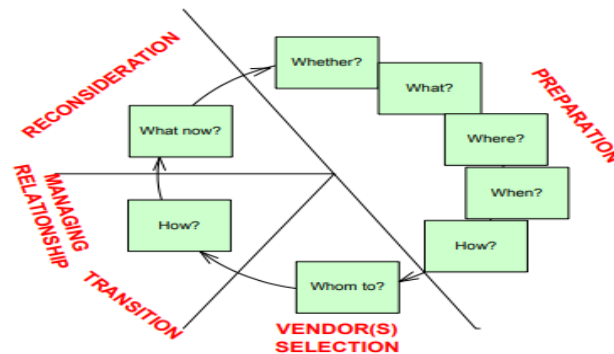 RECONSIDERATION
Whether?
What?
PREPARATION
Where?
What now?
When?
MANAGING
RELATIONSHIP
How?
How?
TRANSITION
Whom to?
VENDOR(S)
SELECTION